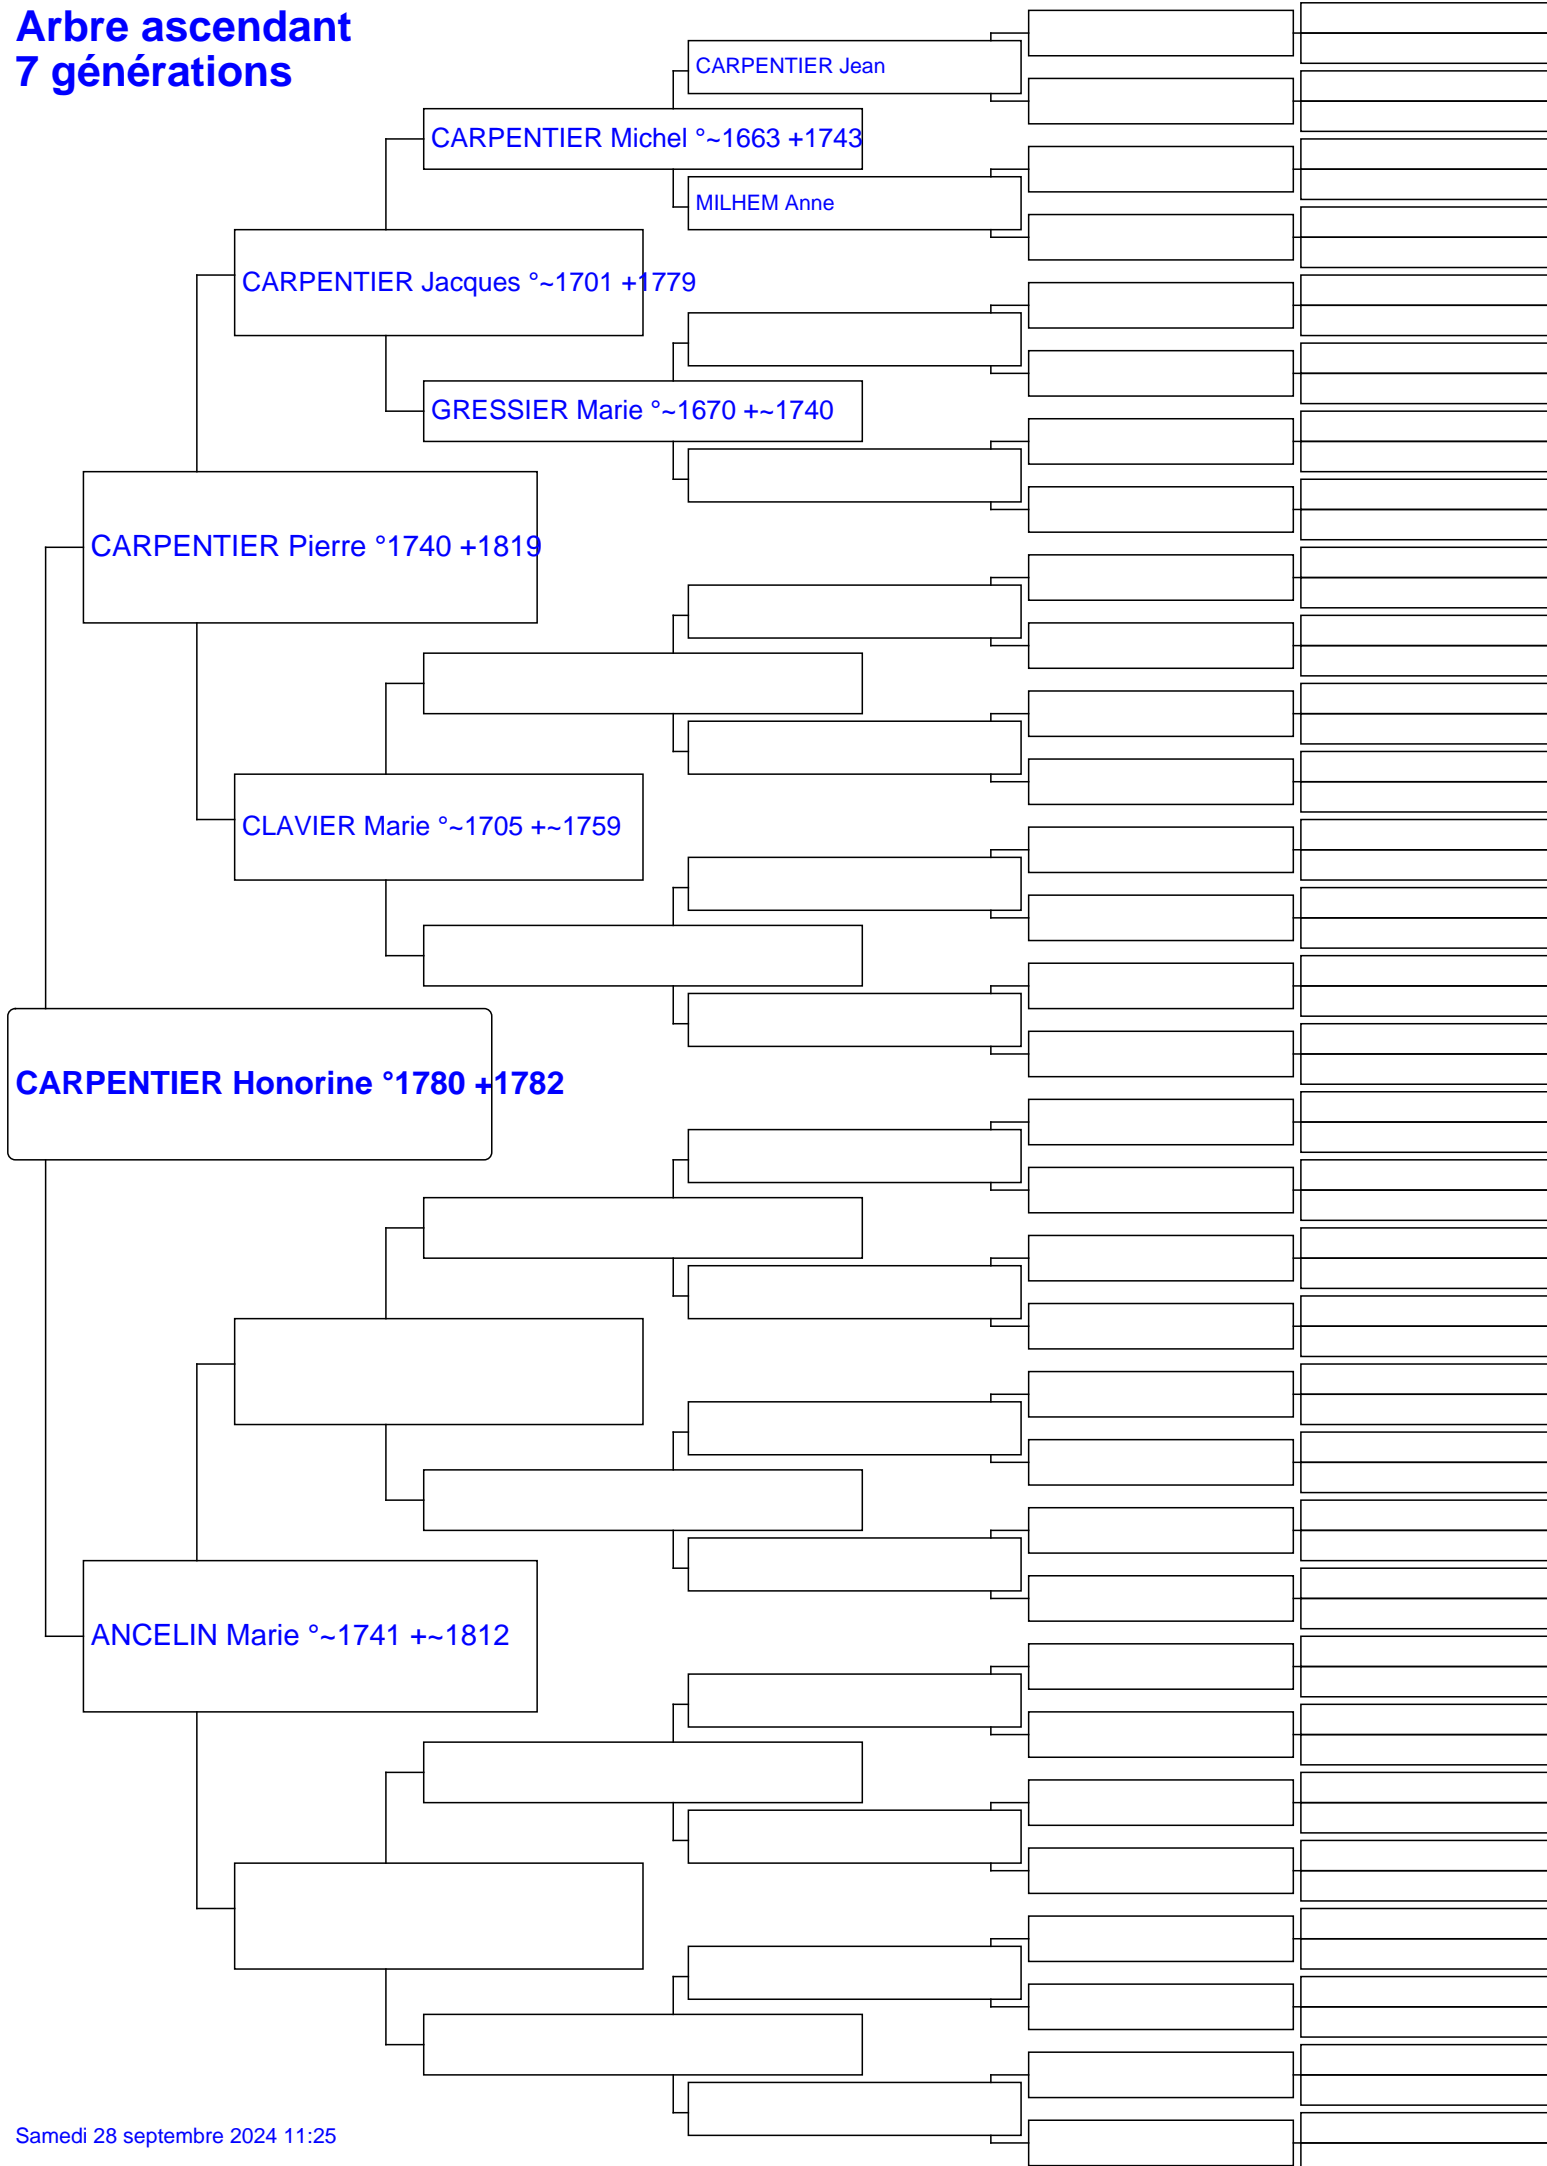 Arbre ascendant
7 générations
CARPENTIER Jean
CARPENTIER Michel °~1663 +1743
MILHEM Anne
CARPENTIER Jacques °~1701 +1779
GRESSIER Marie °~1670 +~1740
CARPENTIER Pierre °1740 +1819
CLAVIER Marie °~1705 +~1759
CARPENTIER Honorine °1780 +1782
ANCELIN Marie °~1741 +~1812
Samedi 28 septembre 2024 11:25